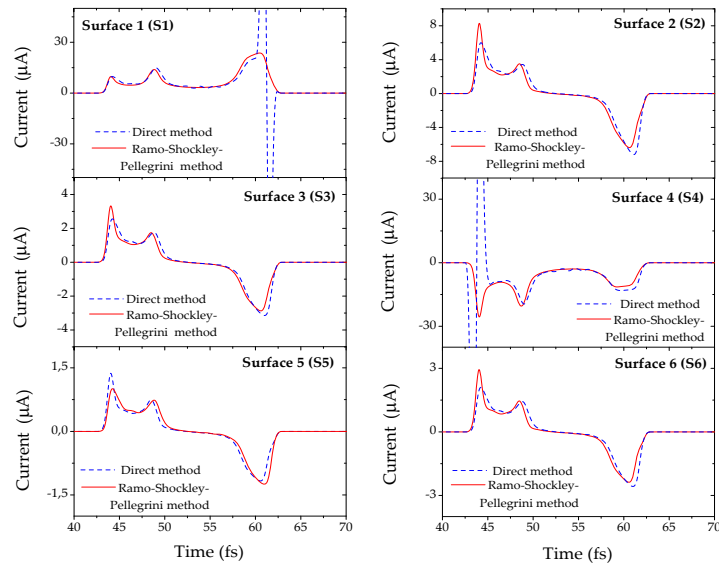 Surface 1 (S1)
Current (µA)
30
0
-30
Direct method
Ramo-Shockley-
Pellegrini method
Surface 2 (S2)
Current (µA)
8
4
0
-4
-8
Direct method
Ramo-Shockley-
Pellegrini method
Surface 3 (S3)
Current (µA)
4
2
0
-2
-4
Direct method
Ramo-Shockley-
Pellegrini method
Surface 4 (S4)
Current (µA)
30
0
-30
Direct method
Ramo-Shockley-
Pellegrini method
Surface 5 (S5)
Current (µA)
1,5
0,0
-1,5
Direct method
Ramo-Shockley-
Pellegrini method
40 45 50 55 60 65 70
Time (fs)
Surface 6 (S6)
Current (µA)
3
0
-3
Direct method
Ramo-Shockley-
Pellegrini method
40 45 50 55 60 65 70
Time (fs)